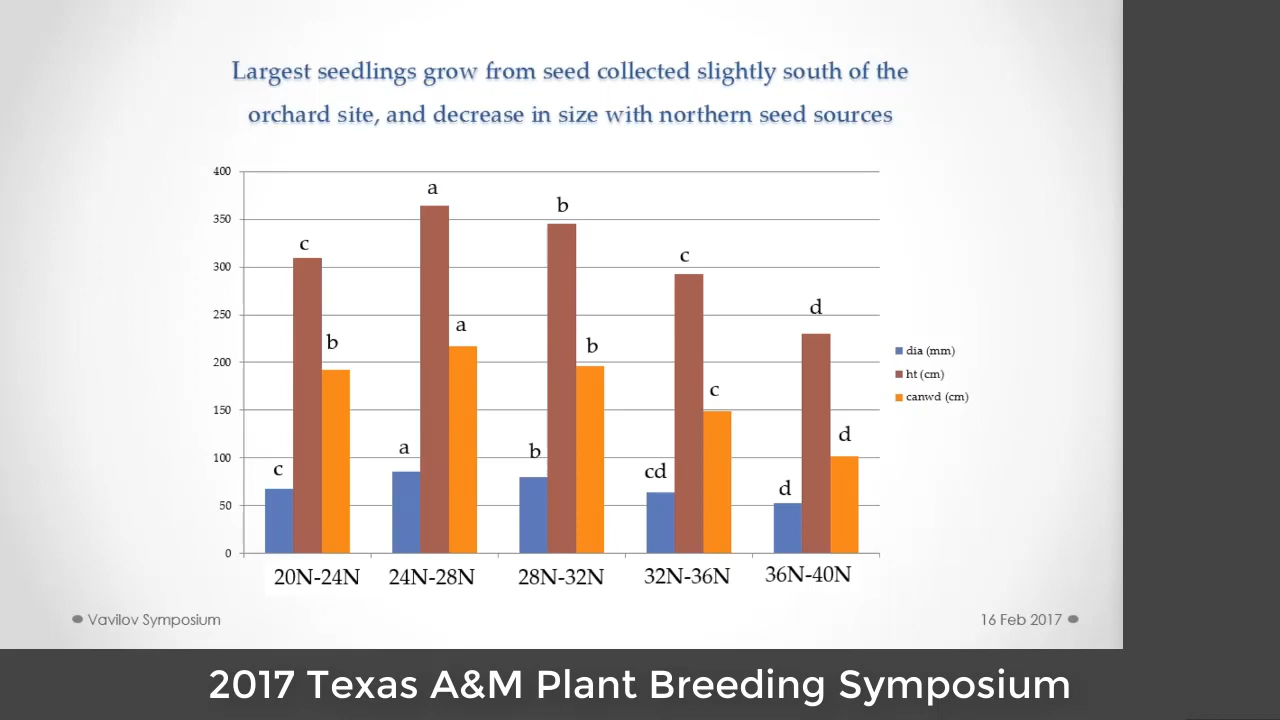 Largest seedlings grow from seed collected slightly south of the
orchard site, and decrease in size with northern seed sources
400
350
300
250
200
150
100
50
0
c
c
b
a
a
a
b
b
b
cd
c
c
d
d
d
dia (mm)
ht (cm)
canwd (cm)
20N-24N
24N-28N
28N-32N
32N-36N
36N-40N
Vavilov Symposium
16 Feb 2017
2017 Texas A&M Plant Breeding Symposium